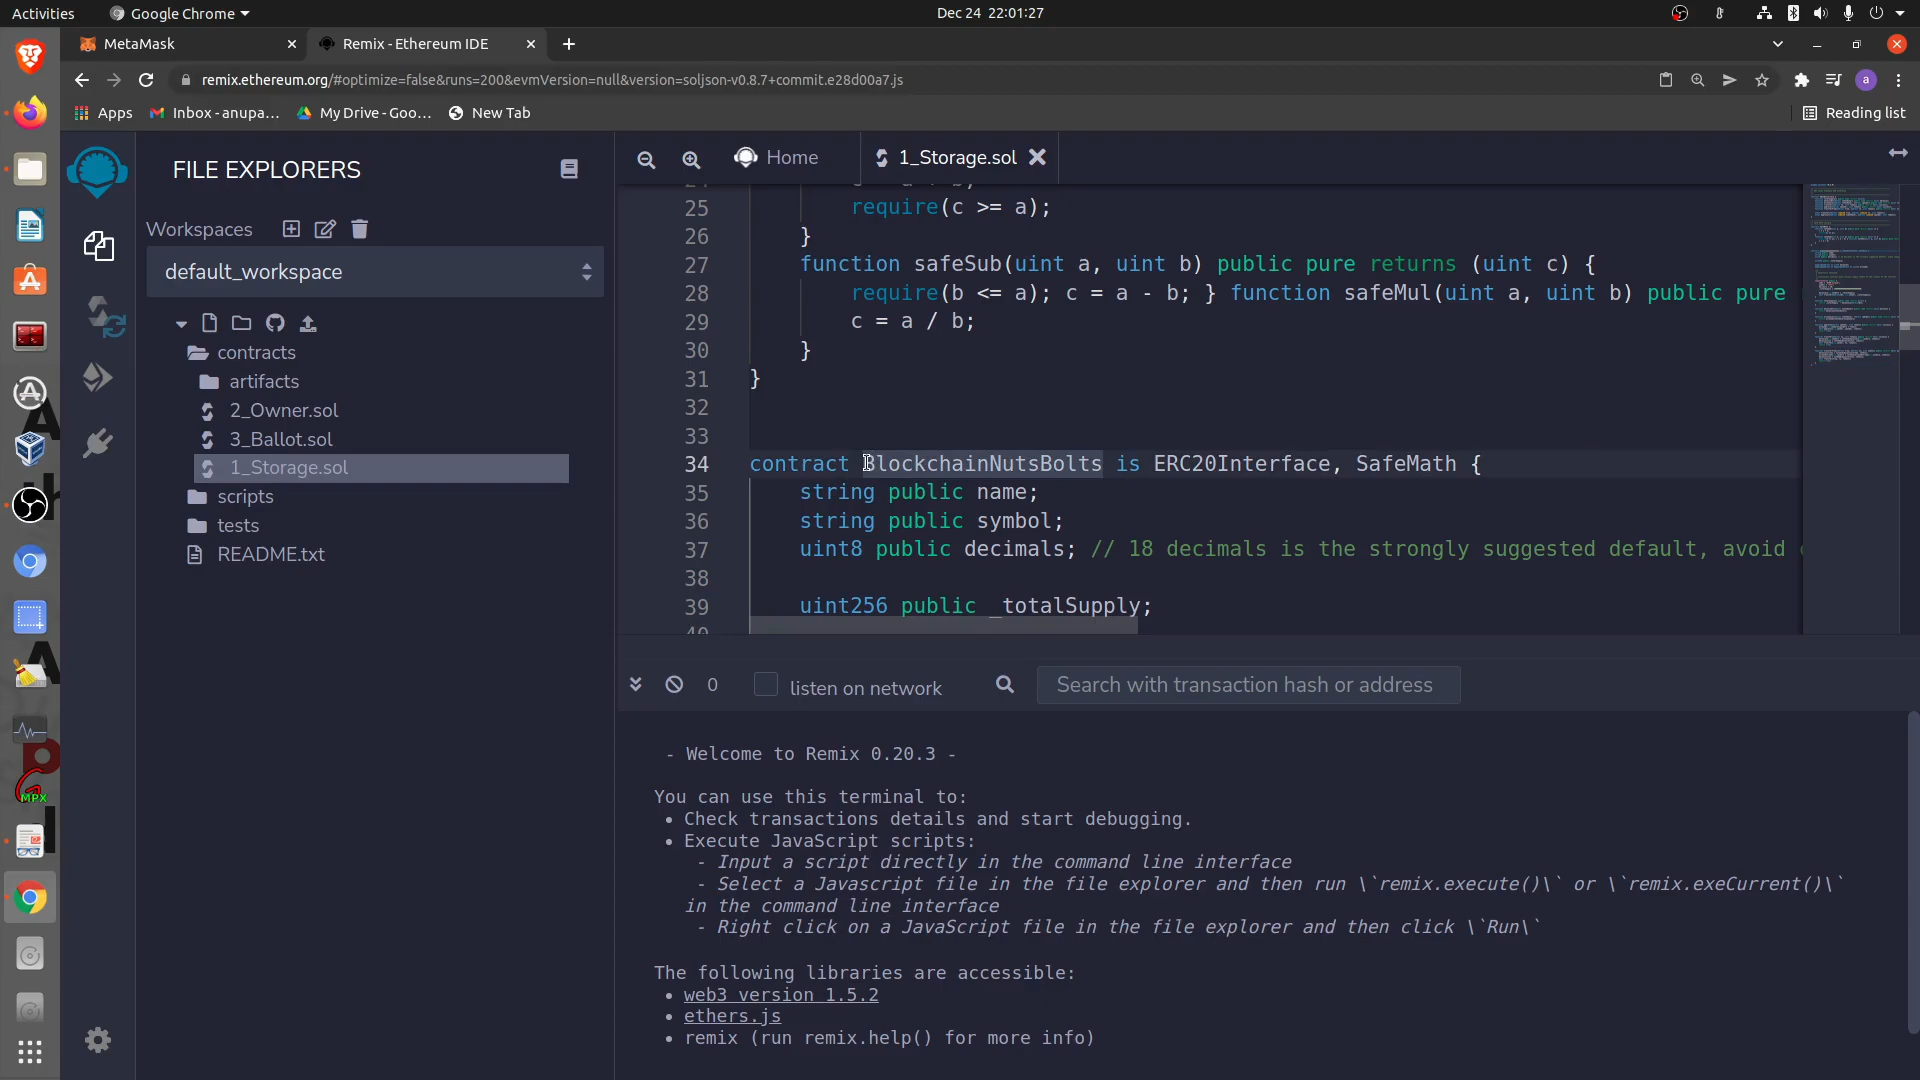 Activities
Google Chrome
Dec 24 22:01:27
MetaMask
Remix - Ethereum IDE
remix.ethereum.org/#optimize=false&runs=200&evmVersion=null&version=soljson-v0.8.7+commit.e28d00a7.js
a
Apps
Inbox - anupa...
My Drive - Goo...
New Tab
Reading list
FILE EXPLORERS
Workspaces
default_workspace
contracts
artifacts
2_Owner.sol
3_Ballot.sol
1_Storage.sol
scripts
tests
README.txt
Home
1_Storage.sol
25 require(c >= a);
26 }
27 function safeSub(uint a, uint b) public pure returns (uint c) {
28 require(b <= a); c = a - b; } function safeMul(uint a, uint b) public pure
29 c = a / b;
30 }
31 }
32
33
34 contract BlockchainNutsBolts is ERC20Interface, SafeMath {
35 string public name;
36 string public symbol;
37 uint8 public decimals; // 18 decimals is the strongly suggested default, avoid
38
39 uint256 public _totalSupply;
40
0
listen on network
Search with transaction hash or address
- Welcome to Remix 0.20.3 -
You can use this terminal to:
• Check transactions details and start debugging.
• Execute JavaScript scripts:
- Input a script directly in the command line interface
- Select a Javascript file in the file explorer and then run \`remix.execute()\` or \`remix.exeCurrent()\`
in the command line interface
- Right click on a JavaScript file in the file explorer and then click \`Run\`
The following libraries are accessible:
• web3 version 1.5.2
• ethers.js
• remix (run remix.help() for more info)
MPX